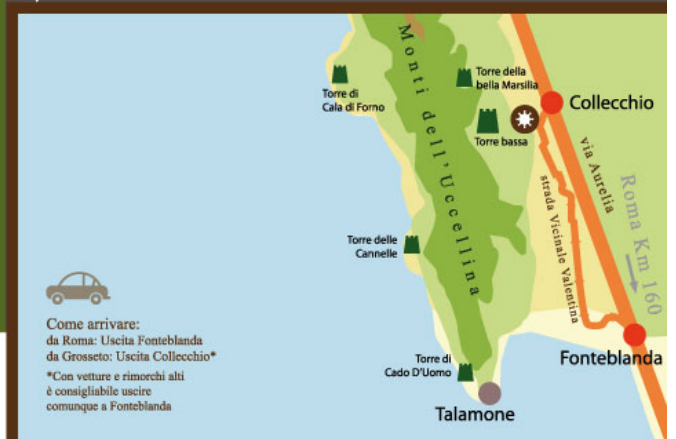 Monti dell'Uccellina
Torre di
Cala di Forno
Torre della
bella Marsilia
Collecchio
Torre bassa
via Aurelia
strada Vicinale Valentina
Roma Km 160
Torre delle
Cannelle
Come arrivare:
da Roma: Uscita Fonteblanda
da Grosseto: Uscita Collecchio*
*Con vetture e rimorchi alti
è consigliabile uscire
comunque a Fonteblanda
Torre di
Cado D'Uomo
Fonteblanda
Talamone